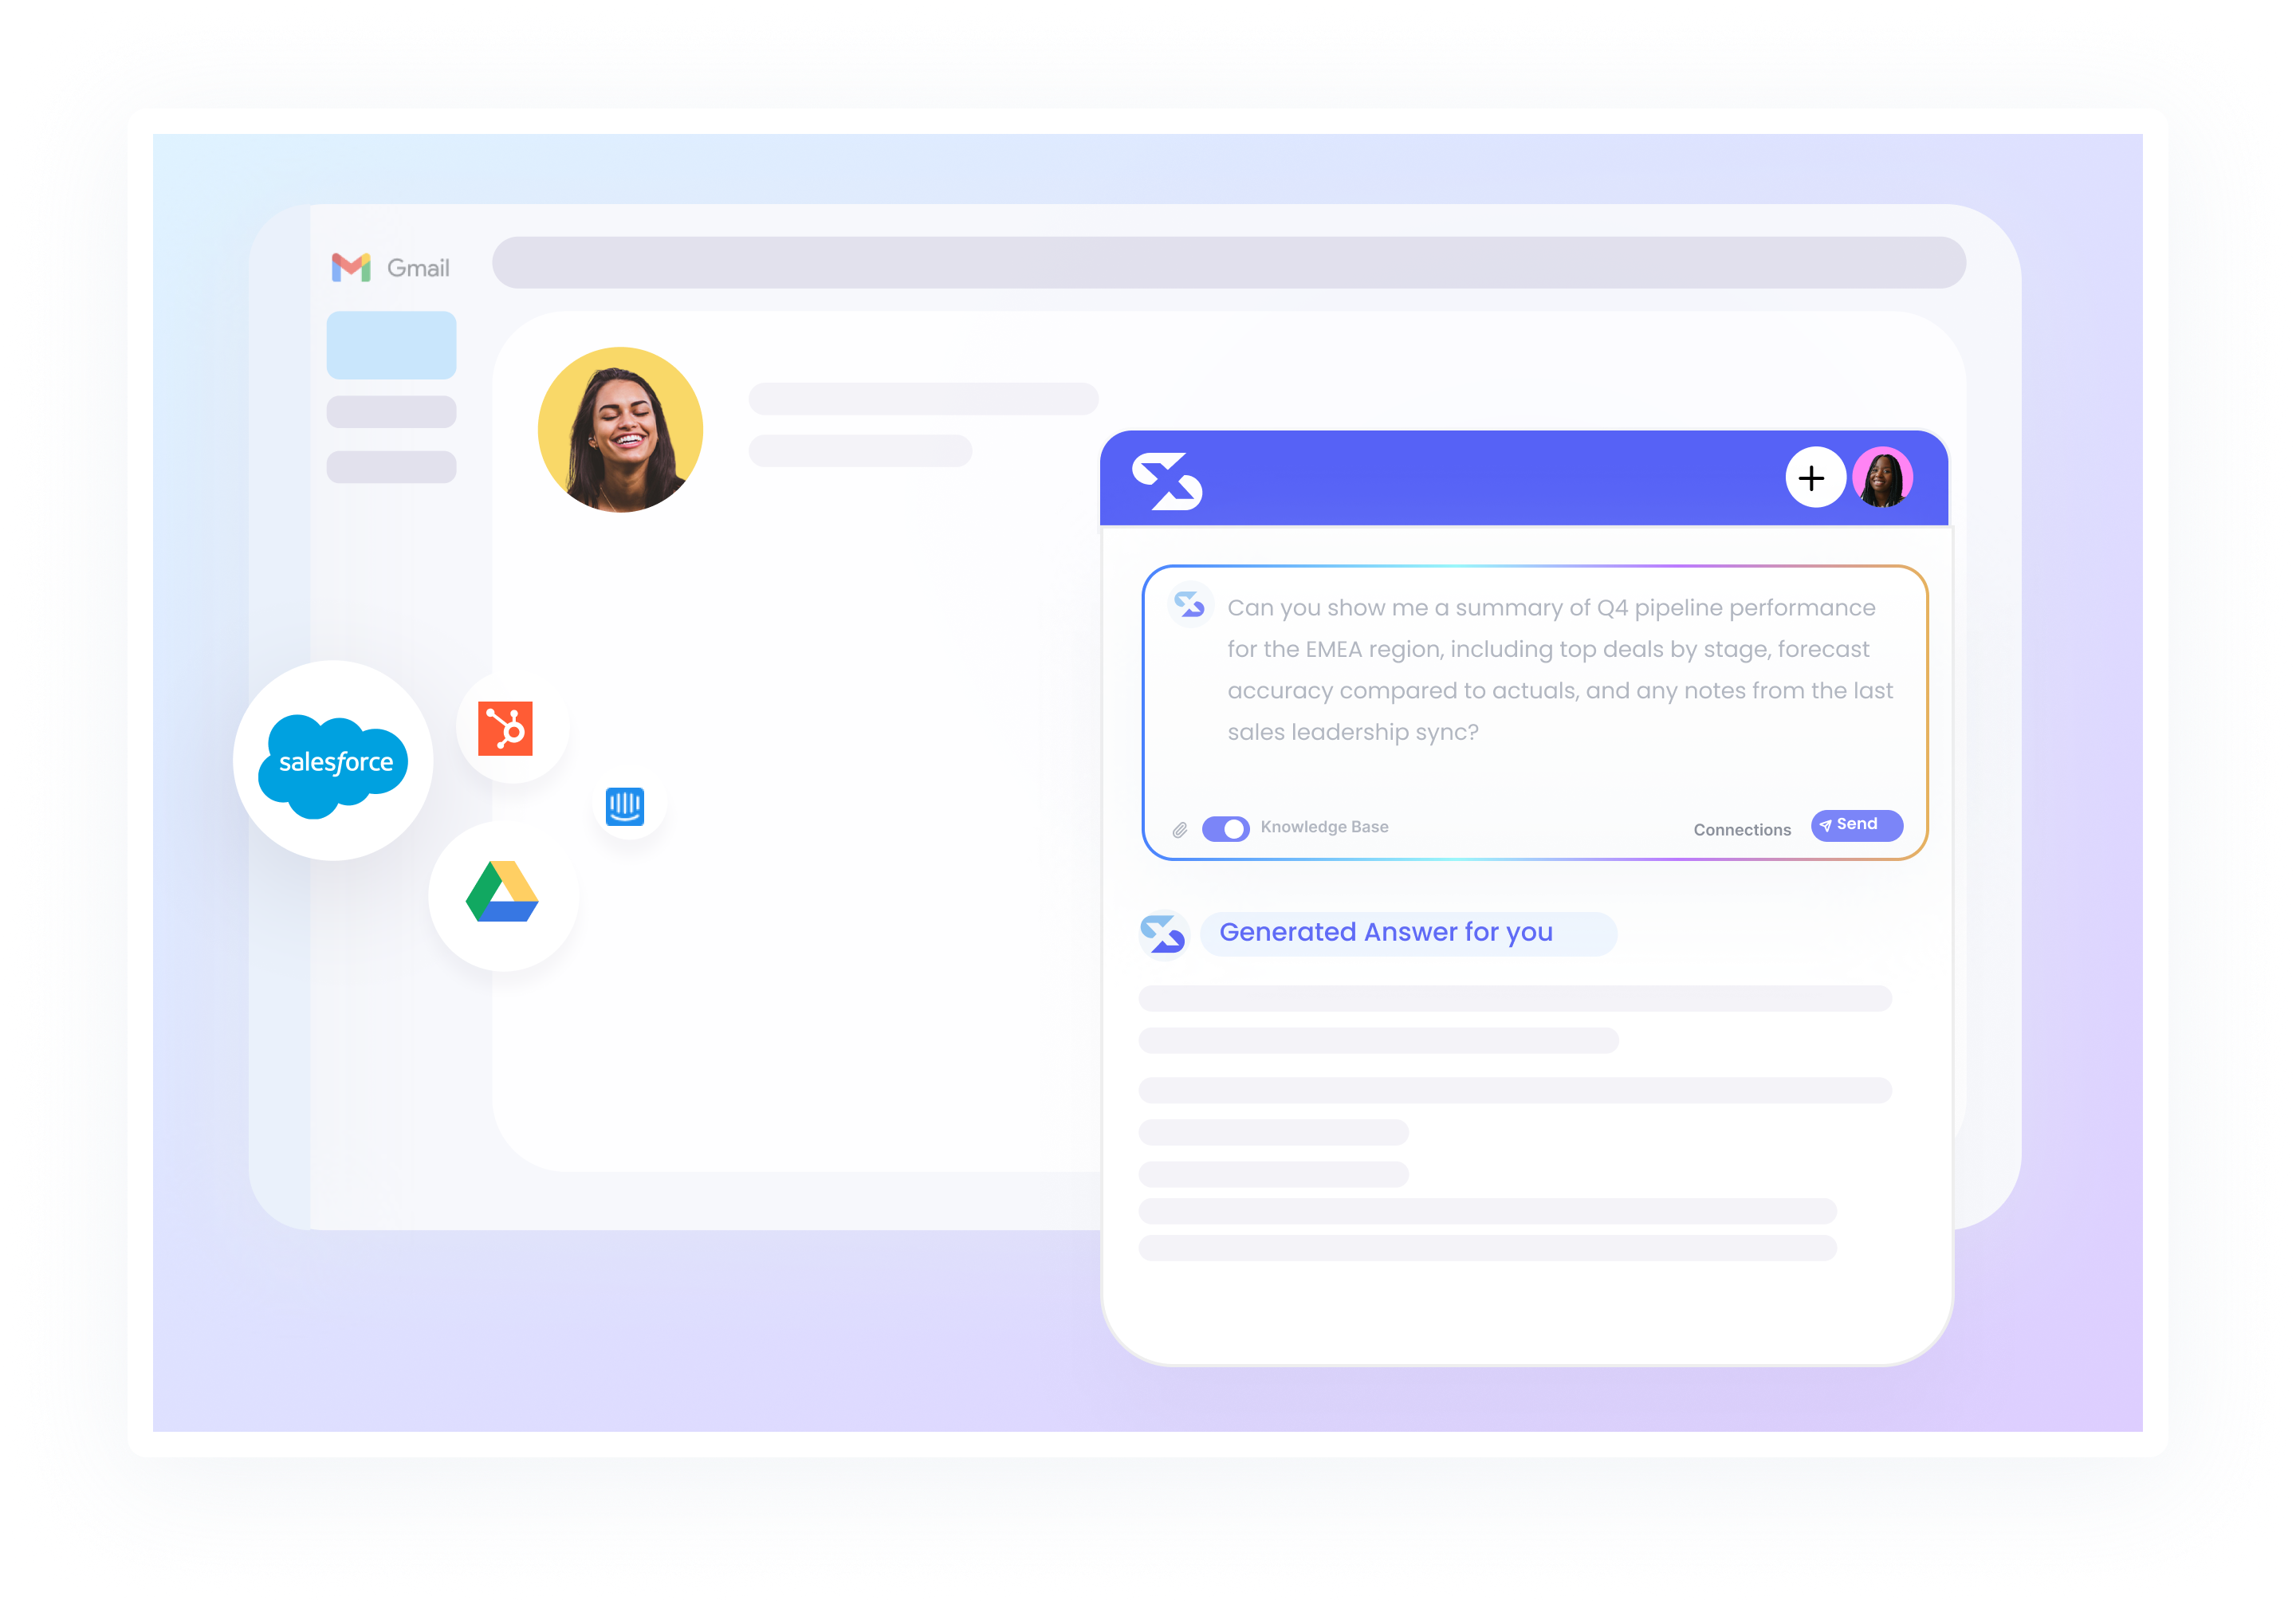 Gmail
salesforce
Can you show me a summary of Q4 pipeline performance
for the EMEA region, including top deals by stage, forecast
accuracy compared to actuals, and any notes from the last
sales leadership sync?
Knowledge Base
Connections
Send
Generated Answer for you